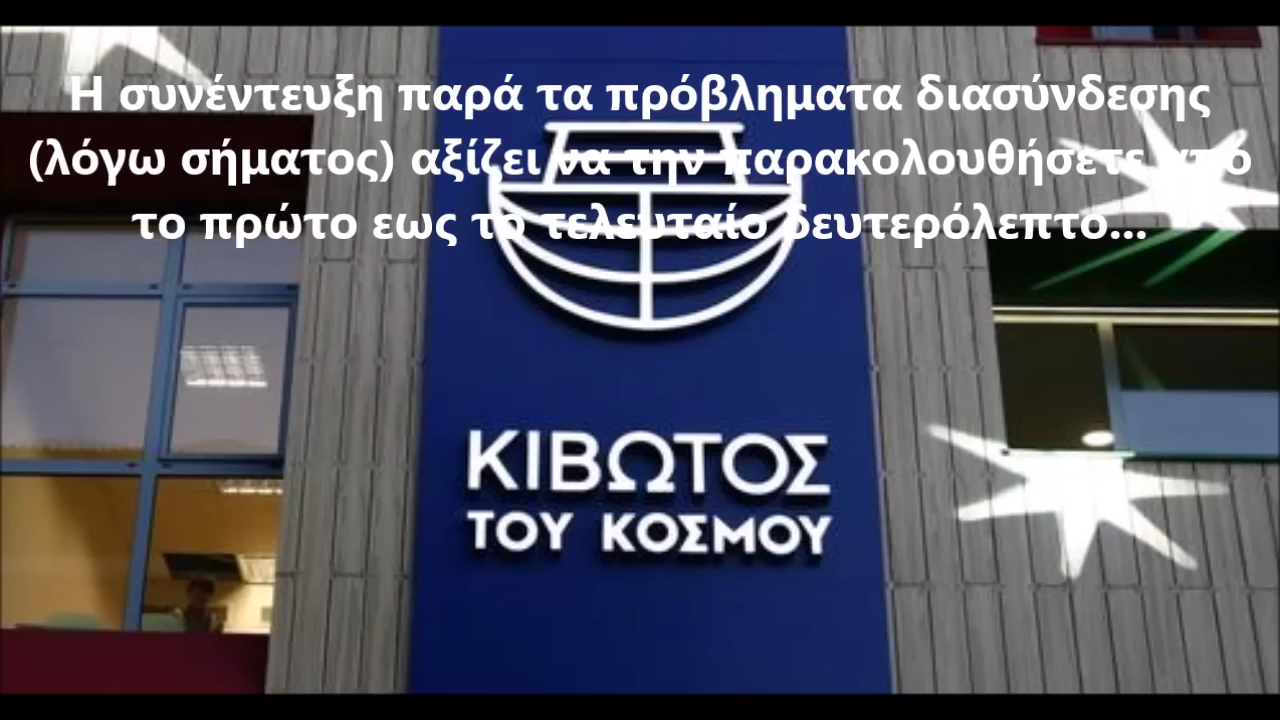 Η συνέντευξη παρά τα πρόβληματα διασύνδεσης
(λόγω σήματος) αξίζει να την παρακολουθήσετε από
το πρώτο εως το τελευταίο δευτερόλεπτο...
ΚΙΒΩΤΟΣ
ΤΟΥ ΚΟΣΜΟΥ